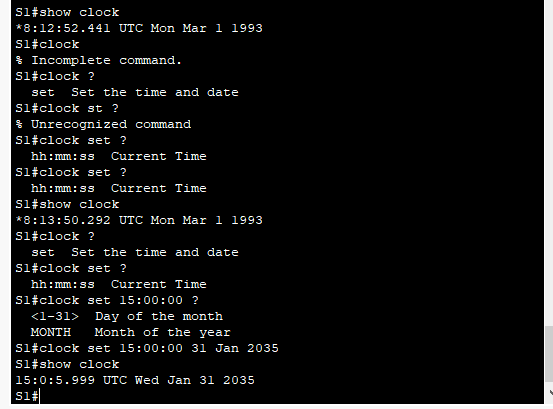 S1#show clock
*8:12:52.441 UTC Mon Mar 1 1993
S1#clock
% Incomplete command.
S1#clock ?
set  Set the time and date
S1#clock st ?
% Unrecognized command
S1#clock set ?
hh:mm:ss  Current Time
S1#clock set ?
hh:mm:ss  Current Time
S1#show clock
*8:13:50.292 UTC Mon Mar 1 1993
S1#clock ?
set  Set the time and date
S1#clock set ?
hh:mm:ss  Current Time
S1#clock set 15:00:00 ?
<1-31>  Day of the month
MONTH   Month of the year
S1#clock set 15:00:00 31 Jan 2035
S1#show clock
15:0:5.999 UTC Wed Jan 31 2035
S1#